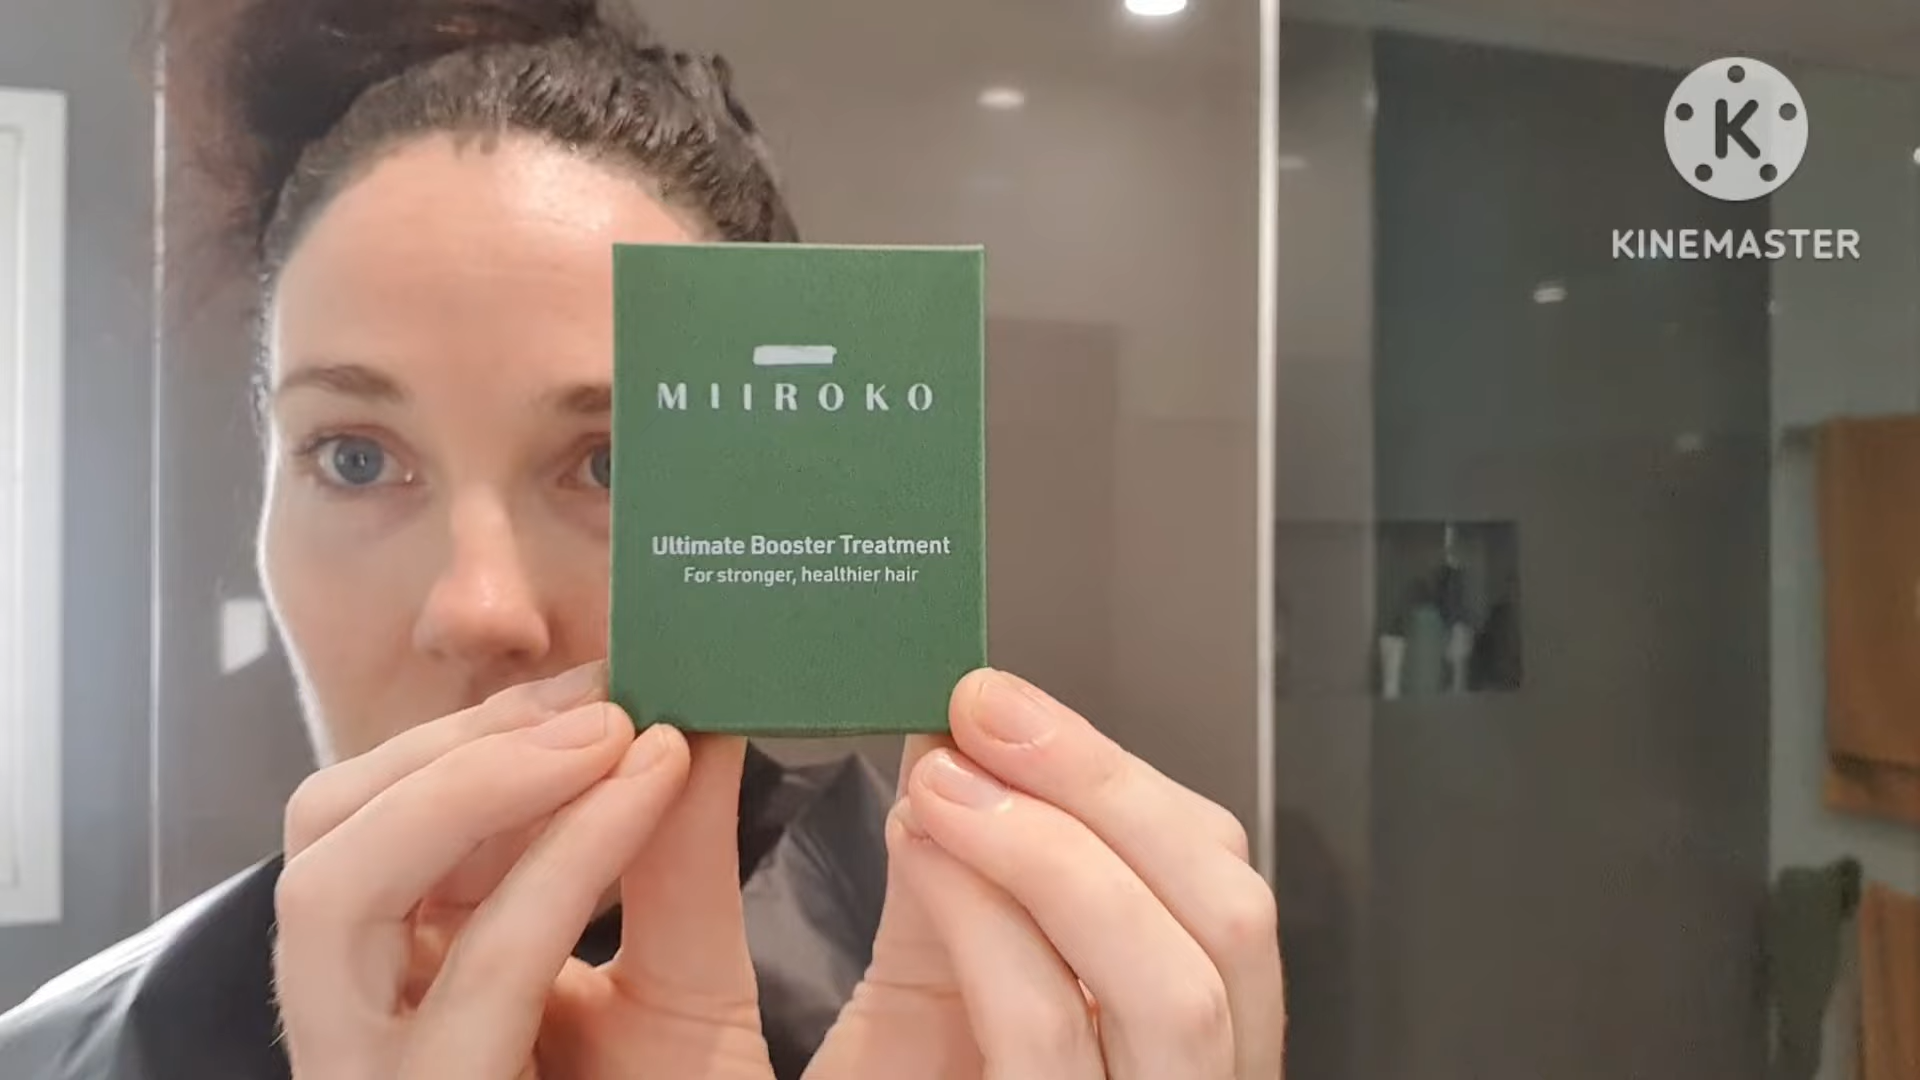 K
KINEMASTER
MIIROKO
Ultimate Booster Treatment
For stronger, healthier hair